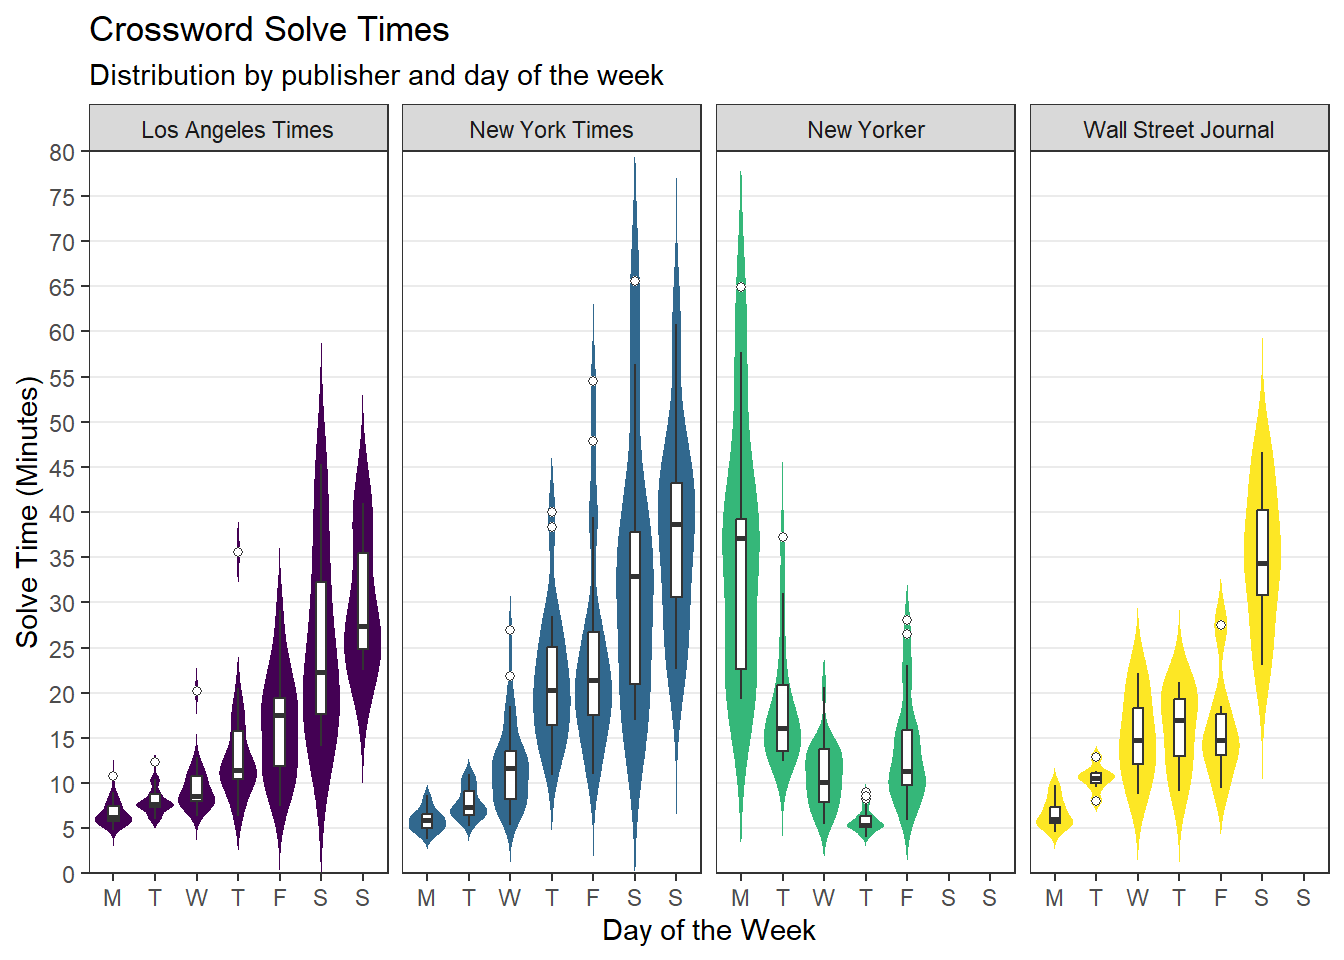 Crossword Solve Times
Distribution by publisher and day of the week
Los Angeles Times
New York Times
New Yorker
Wall Street Journal
80
75
70
65
60
55
50
45
40
35
30
25
20
15
10
5
0
Solve Time (Minutes)
M T W T F S S
M T W T F S S
M T W T F S S
M T W T F S S
Day of the Week